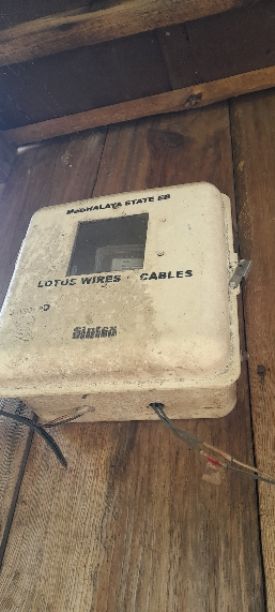 MEGHALAYA STATE EB
LOTUS WIRES & CABLES
Sintex